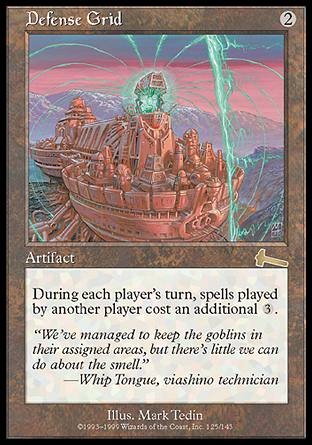 Defense Grid 2
Artifact
During each player's turn, spells played
by another player cost an additional 3.
“We've managed to keep the goblins in
their assigned areas, but there's little we can
do about the smell.”
—Whip Tongue, viashino technician
Illus. Mark Tedin
©1993–1999 Wizards of the Coast, Inc. 125/143